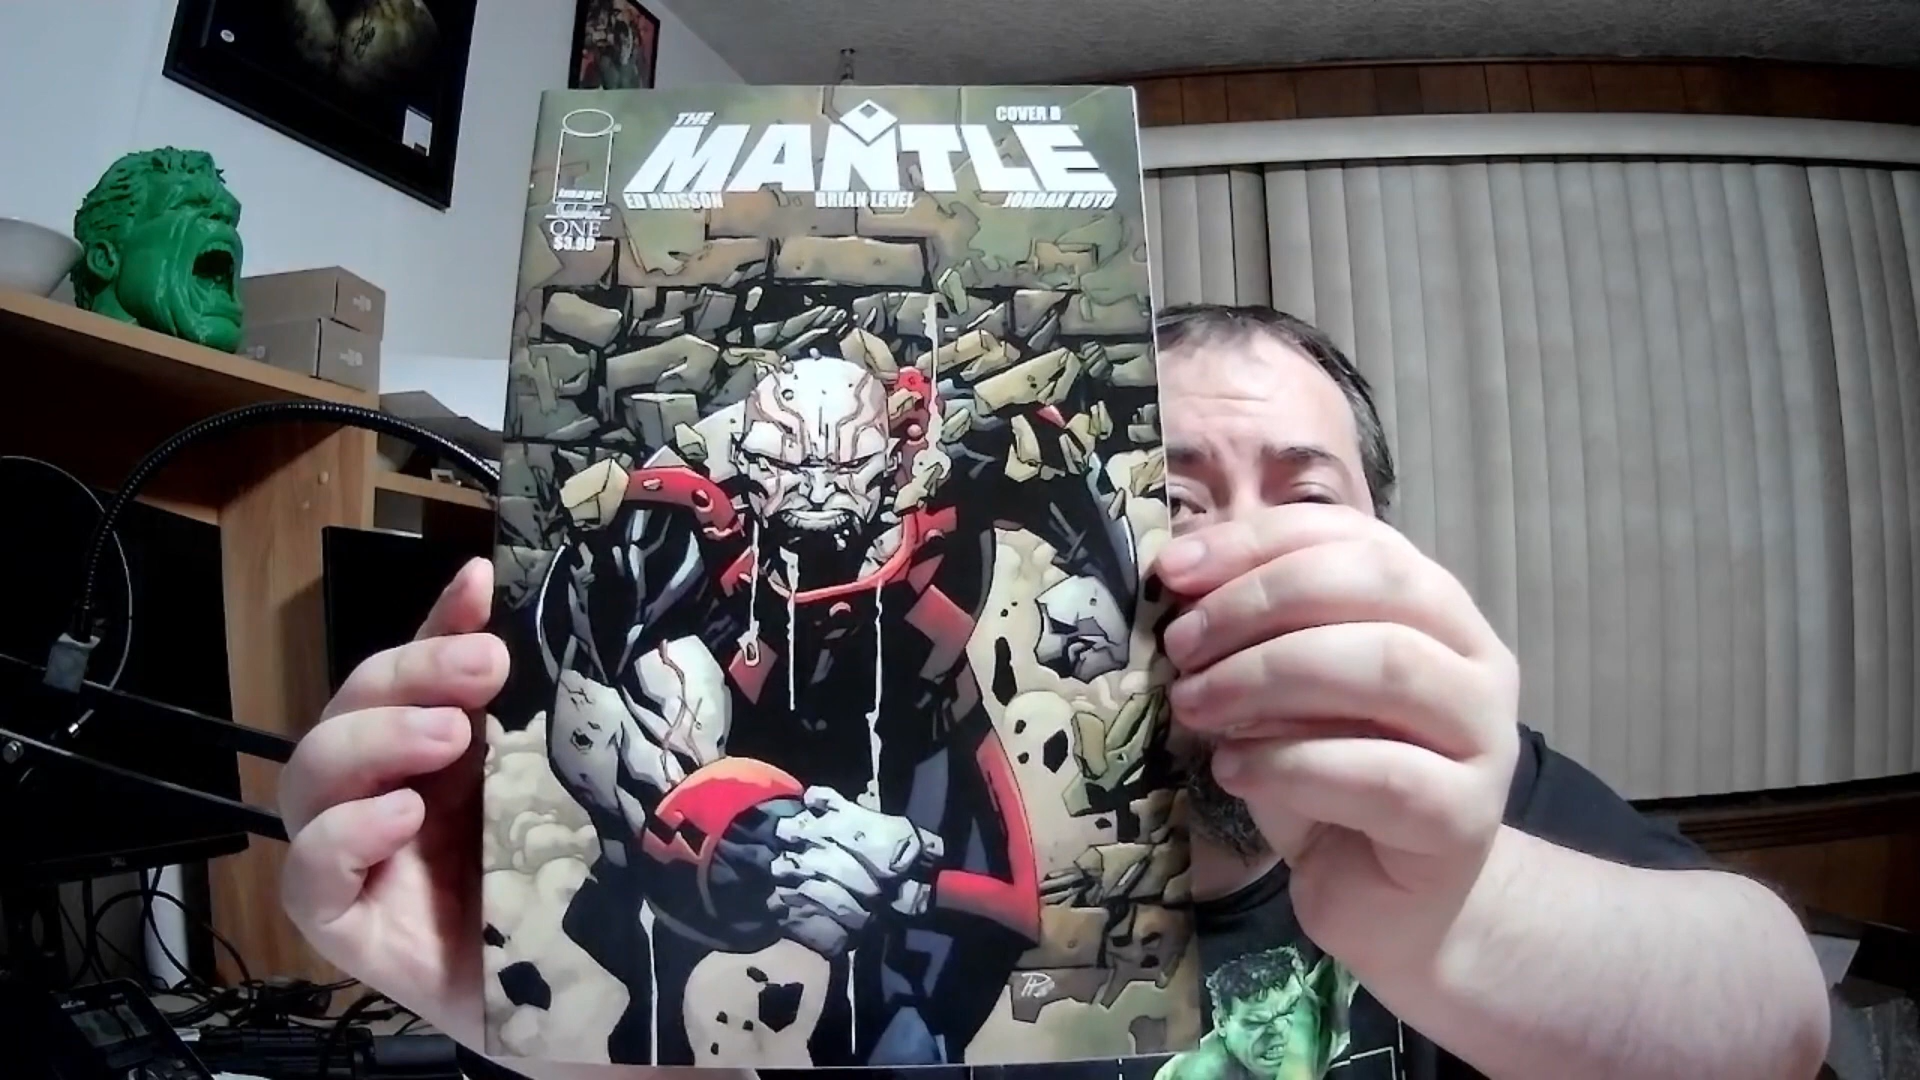 THE
COVER B
MANTLE
ED BRISSON BRIAN LEVEL JORDAN BOYD
image
ONE
$3.99